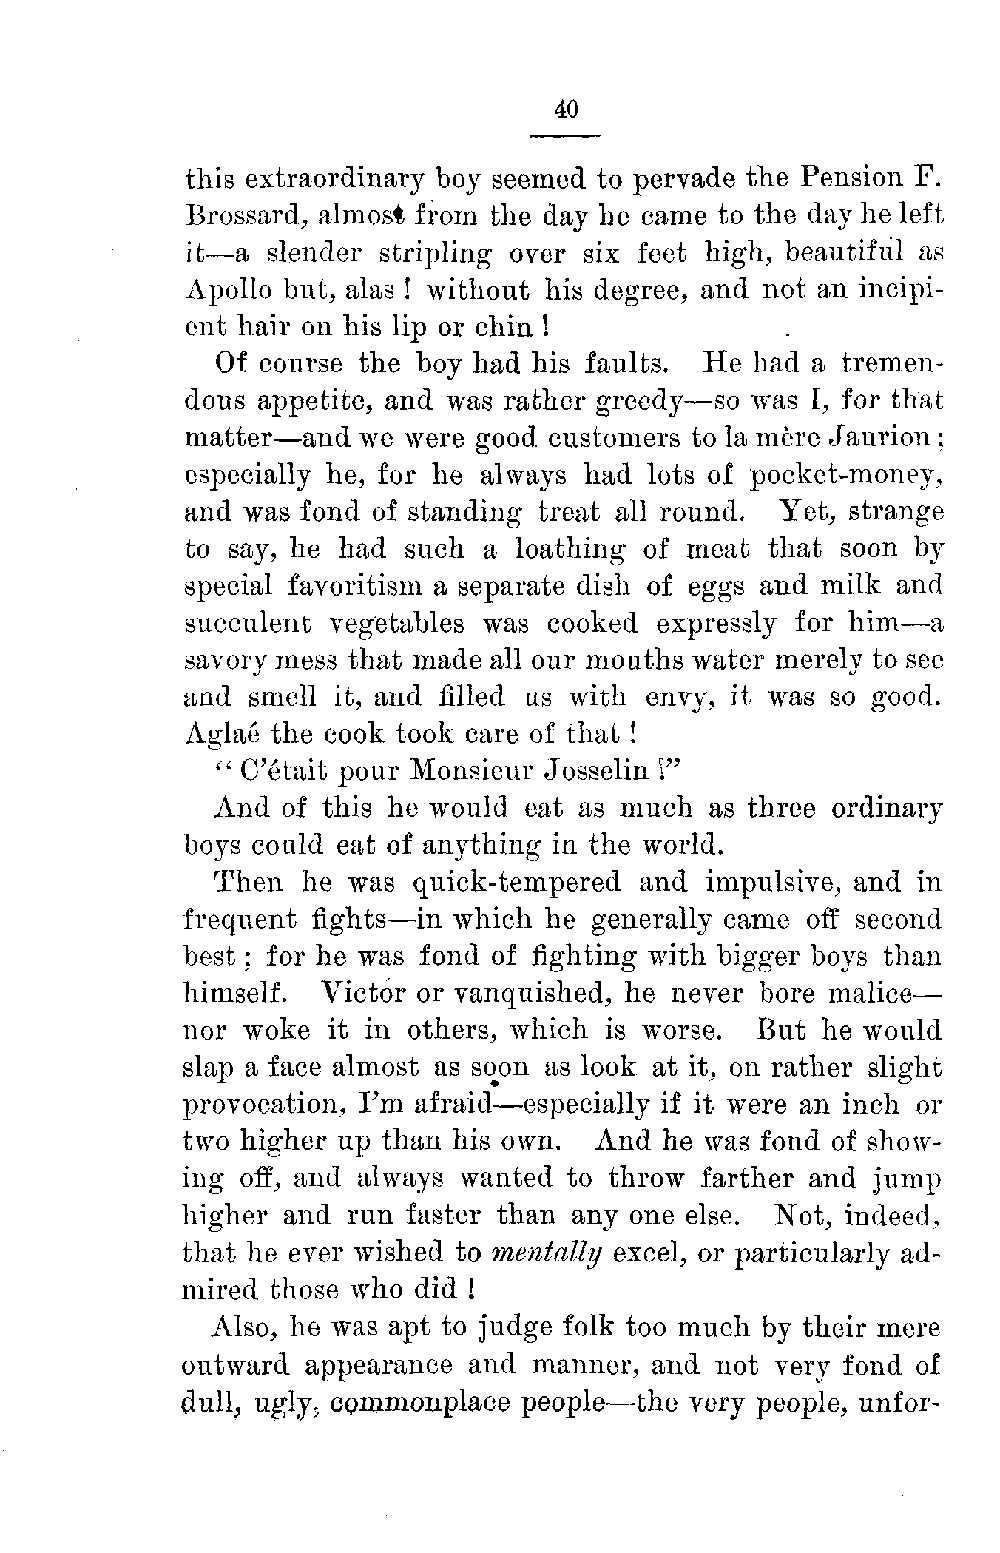 40
this extraordinary boy seemed to pervade the Pension F.
Brossard, almost from the day he came to the day he left
it—a slender stripling over six feet high, beautiful as
Apollo but, alas! without his degree, and not an incipi-
ent hair on his lip or chin!
Of course the boy had his faults. He had a tremen-
dous appetite, and was rather greedy—so was I, for that
matter—and we were good customers to la mère Jaurion;
especially he, for he always had lots of pocket-money,
and was fond of standing treat all round. Yet, strange
to say, he had such a loathing of meat that soon by
special favoritism a separate dish of eggs and milk and
succulent vegetables was cooked expressly for him—a
savory mess that made all our mouths water merely to see
and smell it, and filled us with envy, it was so good.
Aglaé the cook took care of that!
“C’était pour Monsieur Josselin!”
And of this he would eat as much as three ordinary
boys could eat of anything in the world.
Then he was quick-tempered and impulsive, and in
frequent fights—in which he generally came off second
best; for he was fond of fighting with bigger boys than
himself. Victor or vanquished, he never bore malice—
nor woke it in others, which is worse. But he would
slap a face almost as soon as look at it, on rather slight
provocation, I’m afraid—especially if it were an inch or
two higher up than his own. And he was fond of show-
ing off, and always wanted to throw farther and jump
higher and run faster than any one else. Not, indeed,
that he ever wished to mentally excel, or particularly ad-
mired those who did!
Also, he was apt to judge folk too much by their mere
outward appearance and manner, and not very fond of
dull, ugly, commonplace people—the very people, unfor-